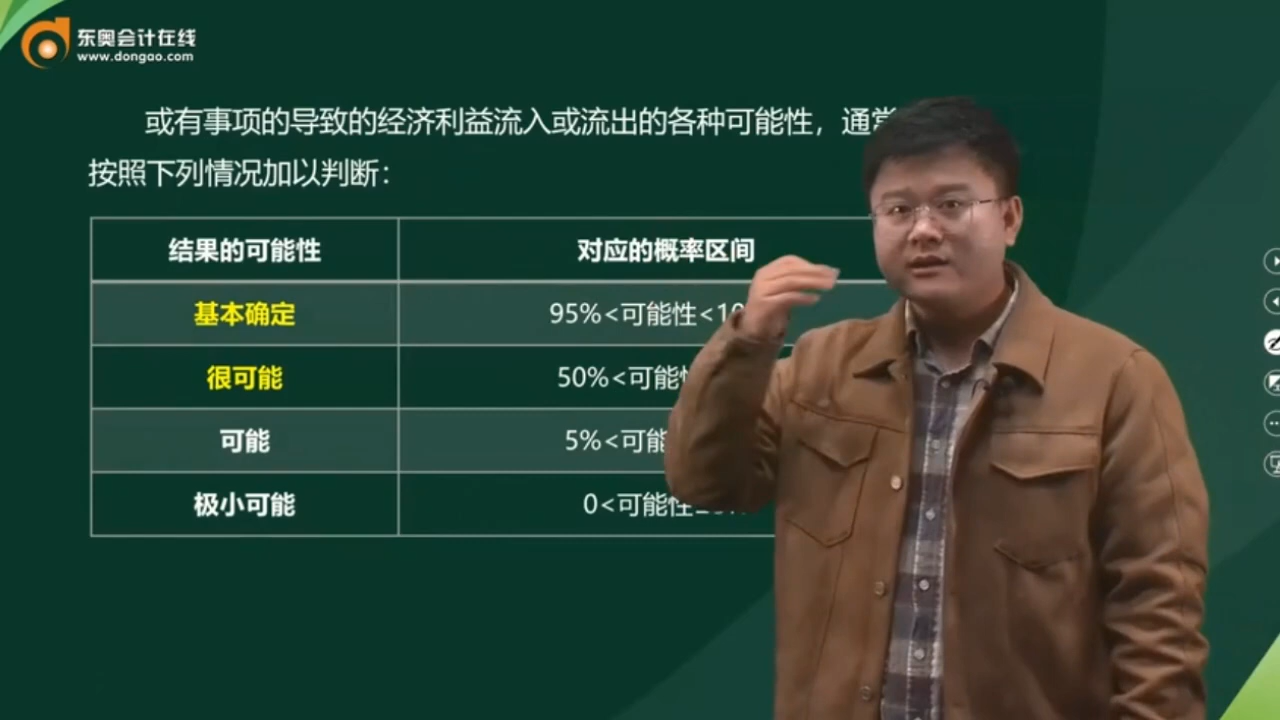 东奥会计在线
www.dongao.com
或有事项的导致的经济利益流入或流出的各种可能性，通常
按照下列情况加以判断：
结果的可能性 对应的概率区间
基本确定 95%<可能性<10
很可能 50%<可能
可能 5%<可能
极小可能 0<可能性